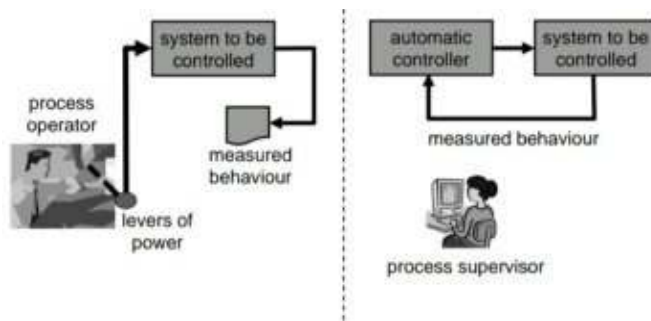 system to be
controlled
process
operator
measured
behaviour
levers of
power
automatic
controller
system to be
controlled
measured behaviour
process supervisor